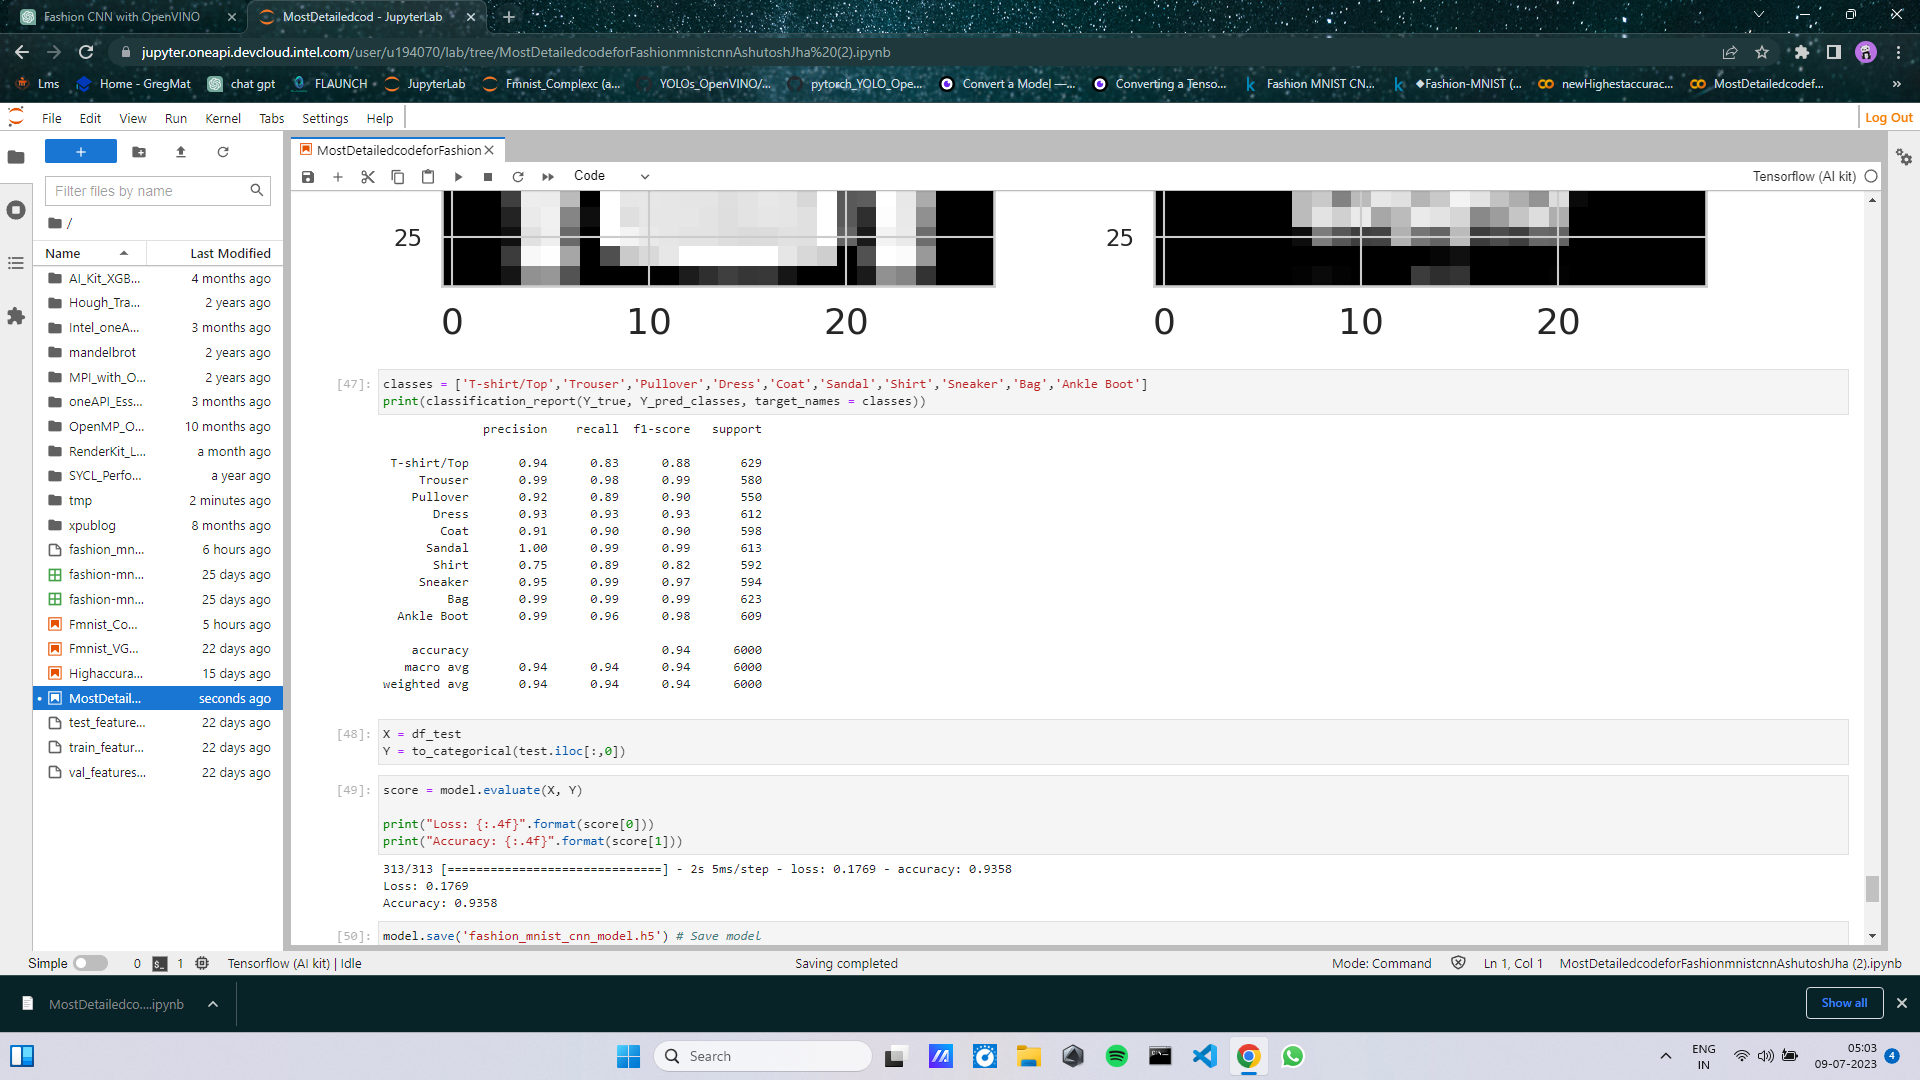 Fashion CNN with OpenVINO
MostDetailedcod - JupyterLab
jupyter.oneapi.devcloud.intel.com/user/u194070/lab/tree/MostDetailedcodeforFashionmnistcnnAshutoshJha%20(2).ipynb
Lms Home - GregMat chat gpt FLAUNCH JupyterLab Fmnist_Complexc (a... YOLOs_OpenVINO/... pytorch_YOLO_Ope... Convert a Model —... Converting a Tenso... Fashion MNIST CN... ◆Fashion-MNIST (... newHighestaccurac... MostDetailedcodef... »
File Edit View Run Kernel Tabs Settings Help
Log Out
MostDetailedcodeforFashion
Filter files by name
Code
Tensorflow (AI kit)
/
Name Last Modified
AI_Kit_XGB... 4 months ago
Hough_Tra... 2 years ago
Intel_oneA... 3 months ago
mandelbrot 2 years ago
MPI_with_O... 2 years ago
oneAPI_Ess... 3 months ago
OpenMP_O... 10 months ago
RenderKit_L... a month ago
SYCL_Perfo... a year ago
tmp 2 minutes ago
xpublog 8 months ago
fashion_mn... 6 hours ago
fashion-mn... 25 days ago
fashion-mn... 25 days ago
Fmnist_Co... 5 hours ago
Fmnist_VG... 22 days ago
Highaccura... 15 days ago
MostDetail... seconds ago
test_feature... 22 days ago
train_featur... 22 days ago
val_features... 22 days ago
25 25
0 10 20 0 10 20
[47]: classes = ['T-shirt/Top','Trouser','Pullover','Dress','Coat','Sandal','Shirt','Sneaker','Bag','Ankle Boot']
print(classification_report(Y_true, Y_pred_classes, target_names = classes))
precision recall f1-score support
T-shirt/Top 0.94 0.83 0.88 629
Trouser 0.99 0.98 0.99 580
Pullover 0.92 0.89 0.90 550
Dress 0.93 0.93 0.93 612
Coat 0.91 0.90 0.90 598
Sandal 1.00 0.99 0.99 613
Shirt 0.75 0.89 0.82 592
Sneaker 0.95 0.99 0.97 594
Bag 0.99 0.99 0.99 623
Ankle Boot 0.99 0.96 0.98 609
accuracy 0.94 6000
macro avg 0.94 0.94 0.94 6000
weighted avg 0.94 0.94 0.94 6000
[48]: X = df_test
Y = to_categorical(test.iloc[:,0])
[49]: score = model.evaluate(X, Y)
print("Loss: {:.4f}".format(score[0]))
print("Accuracy: {:.4f}".format(score[1]))
313/313 [==============================] - 2s 5ms/step - loss: 0.1769 - accuracy: 0.9358
Loss: 0.1769
Accuracy: 0.9358
[50]: model.save('fashion_mnist_cnn_model.h5') # Save model
Simple 0 1 Tensorflow (AI kit) | Idle Saving completed Mode: Command Ln 1, Col 1 MostDetailedcodeforFashionmnistcnnAshutoshJha (2).ipynb
MostDetailedco....ipynb
Show all
Search
ENG
IN
05:03
09-07-2023
4